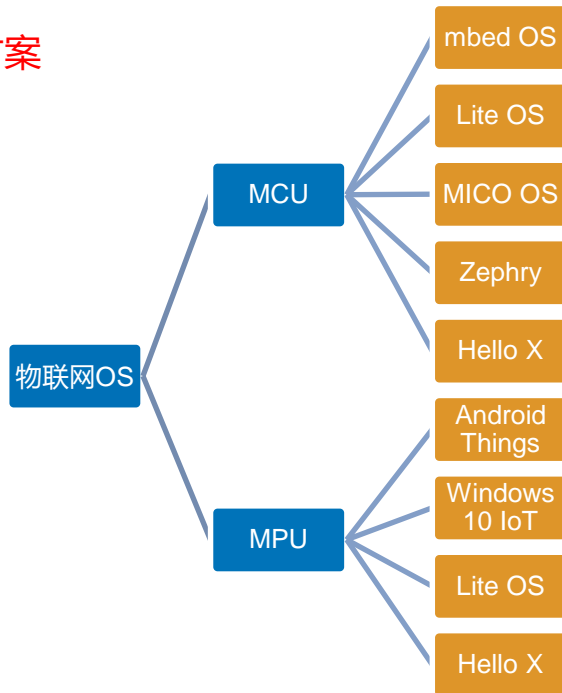 案
物联网OS
MCU
mbed OS
Lite OS
MICO OS
Zephry
Hello X
MPU
Android
Things
Windows
10 IoT
Lite OS
Hello X